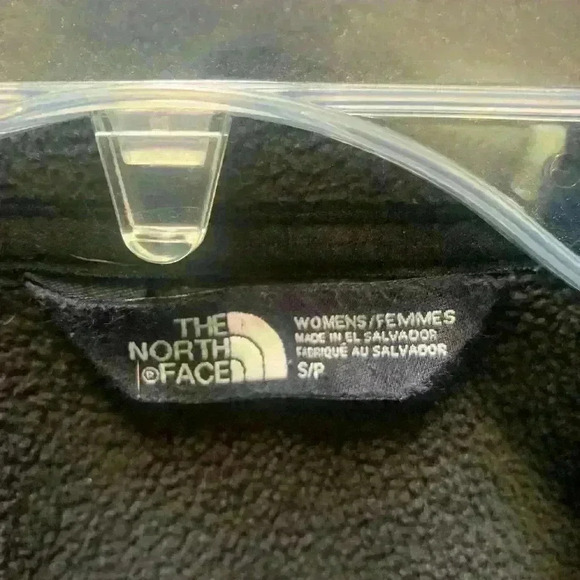 THE
NORTH
®FACE
WOMENS/FEMMES
MADE IN EL SALVADOR
FABRIQUÉ AU SALVADOR
S/P